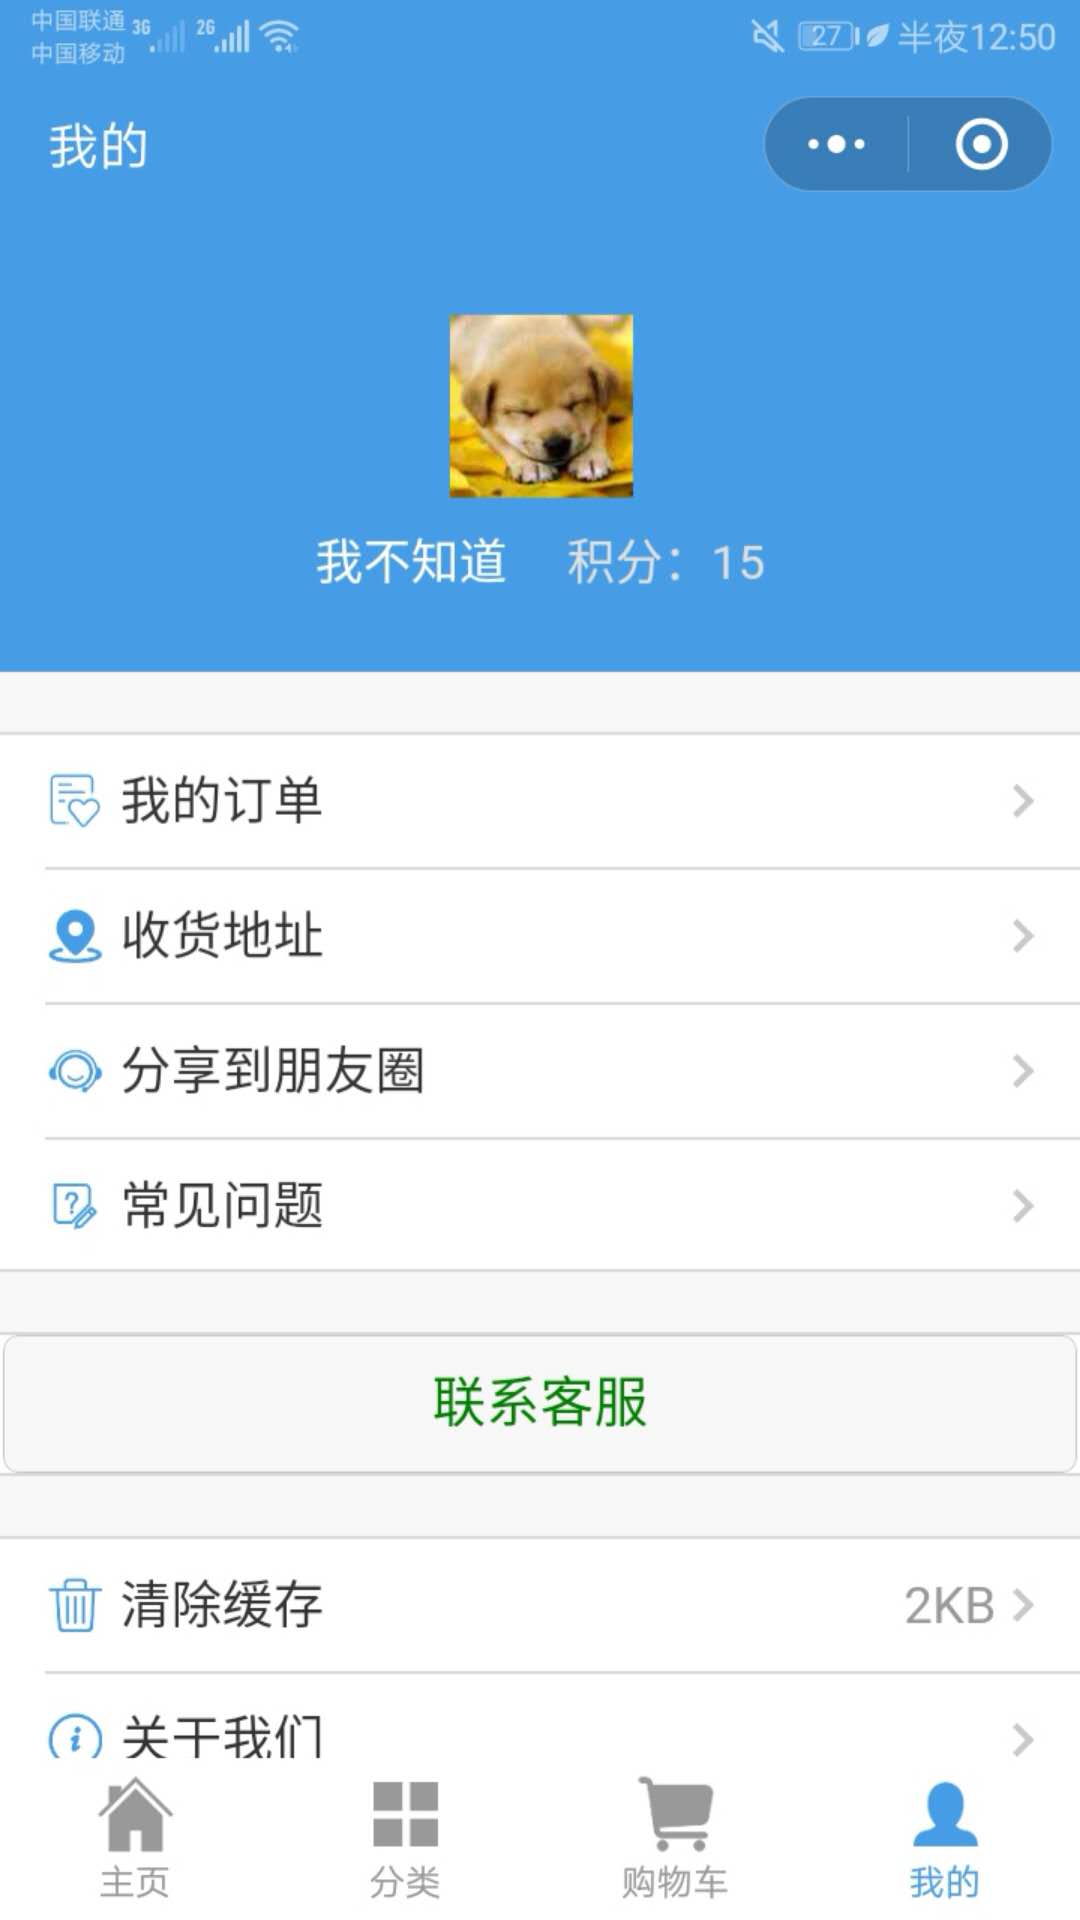 中国联通 3G 2G 27 半夜12:50
中国移动
我的
我不知道 积分：15
我的订单
收货地址
分享到朋友圈
常见问题
联系客服
清除缓存 2KB
关于我们
主页 分类 购物车 我的